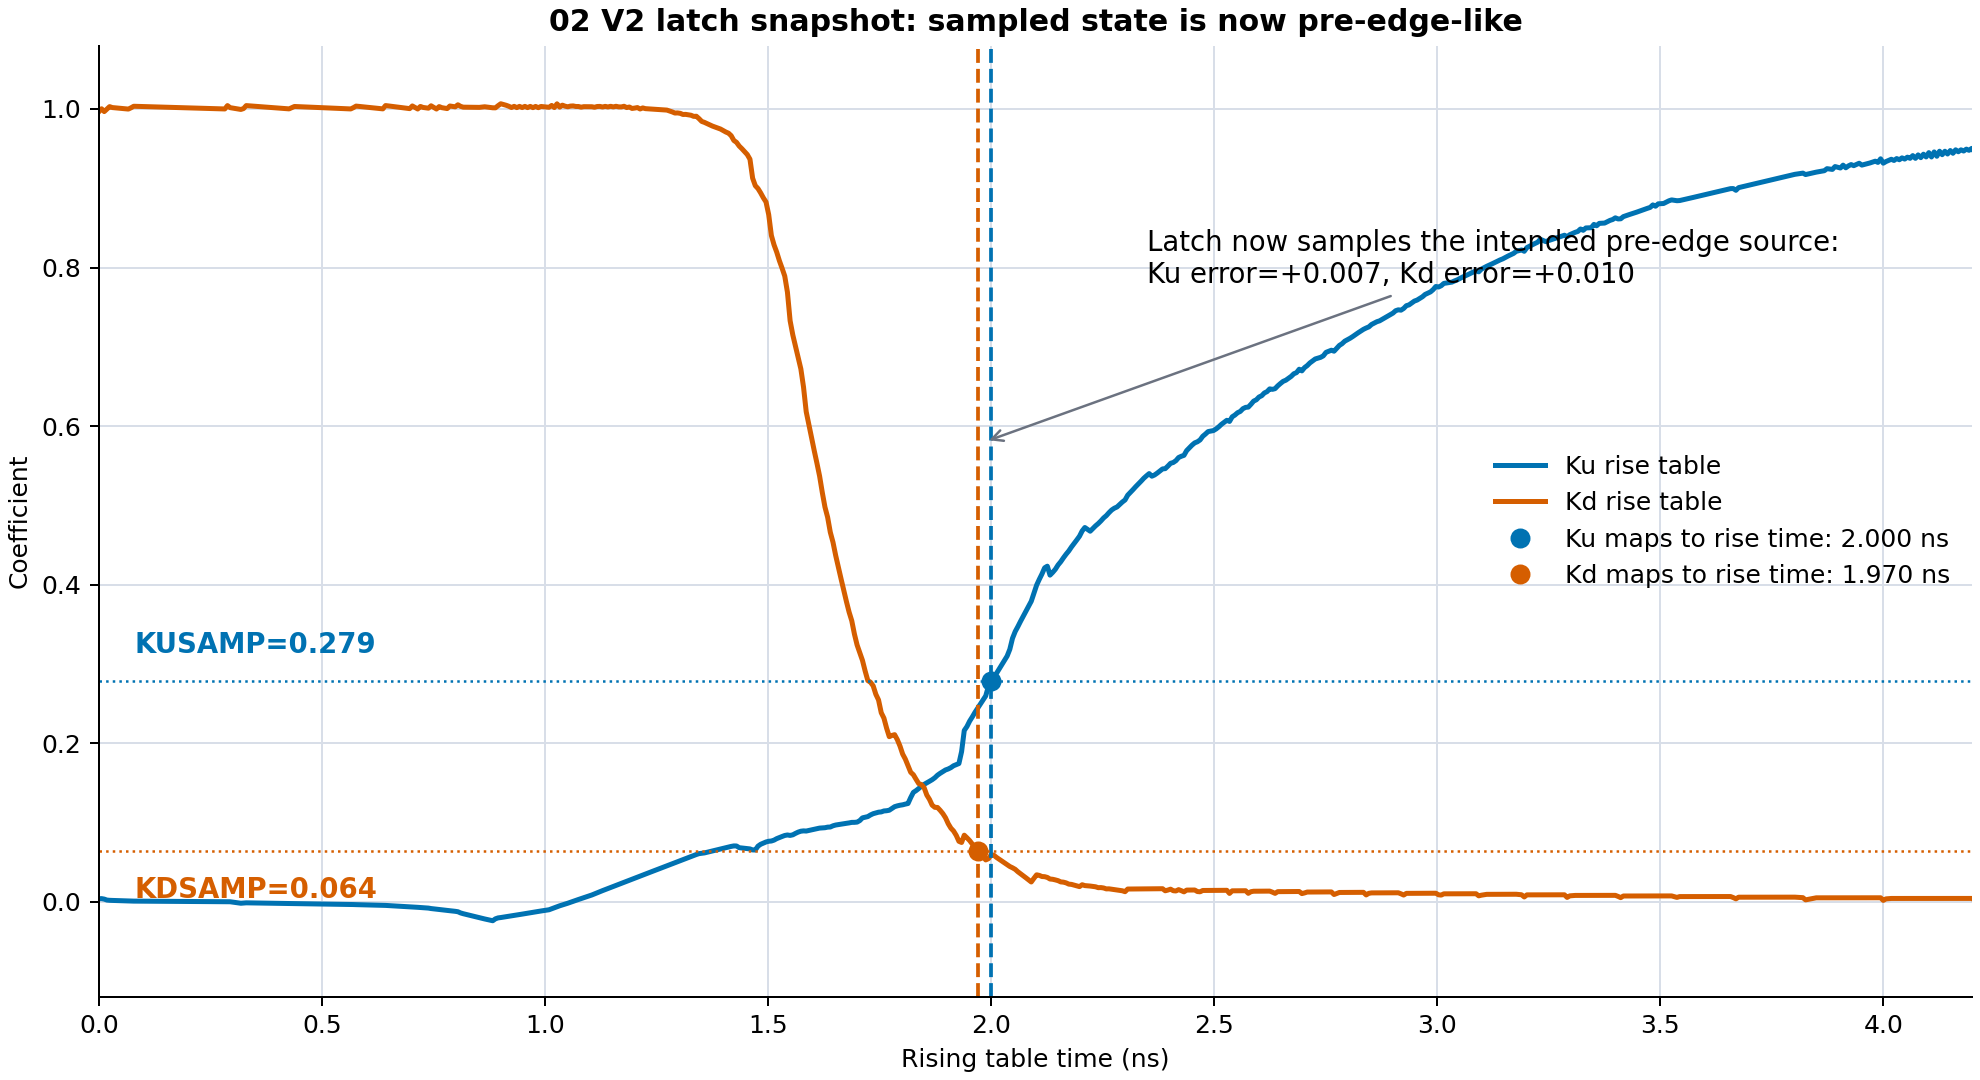 02 V2 latch snapshot: sampled state is now pre-edge-like
Coefficient
1.0
0.8
0.6
0.4
0.2
0.0
Latch now samples the intended pre-edge source:
Ku error=+0.007, Kd error=+0.010
Ku rise table
Kd rise table
Ku maps to rise time: 2.000 ns
Kd maps to rise time: 1.970 ns
KUSAMP=0.279
KDSAMP=0.064
0.0 0.5 1.0 1.5 2.0 2.5 3.0 3.5 4.0
Rising table time (ns)